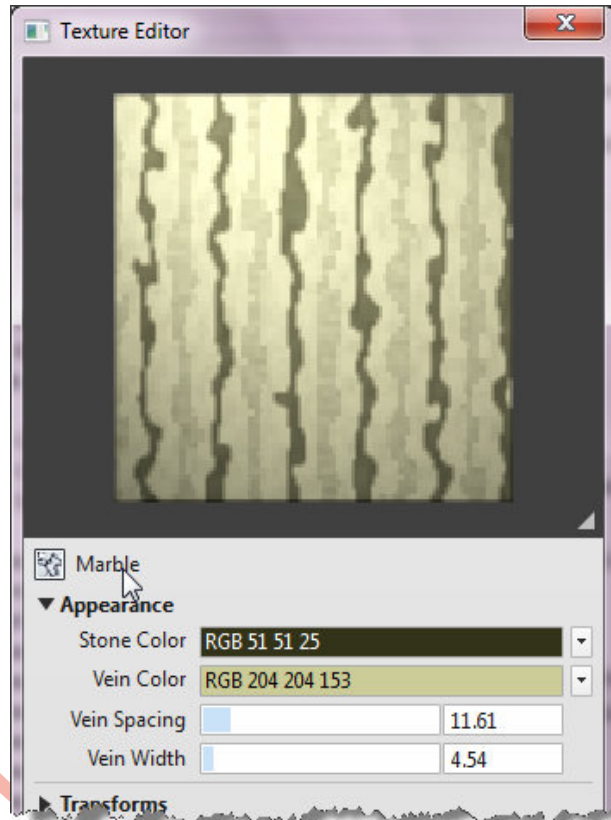 Texture Editor
Marble
Appearance
Stone Color RGB 51 51 25
Vein Color RGB 204 204 153
Vein Spacing 11.61
Vein Width 4.54
Transforms